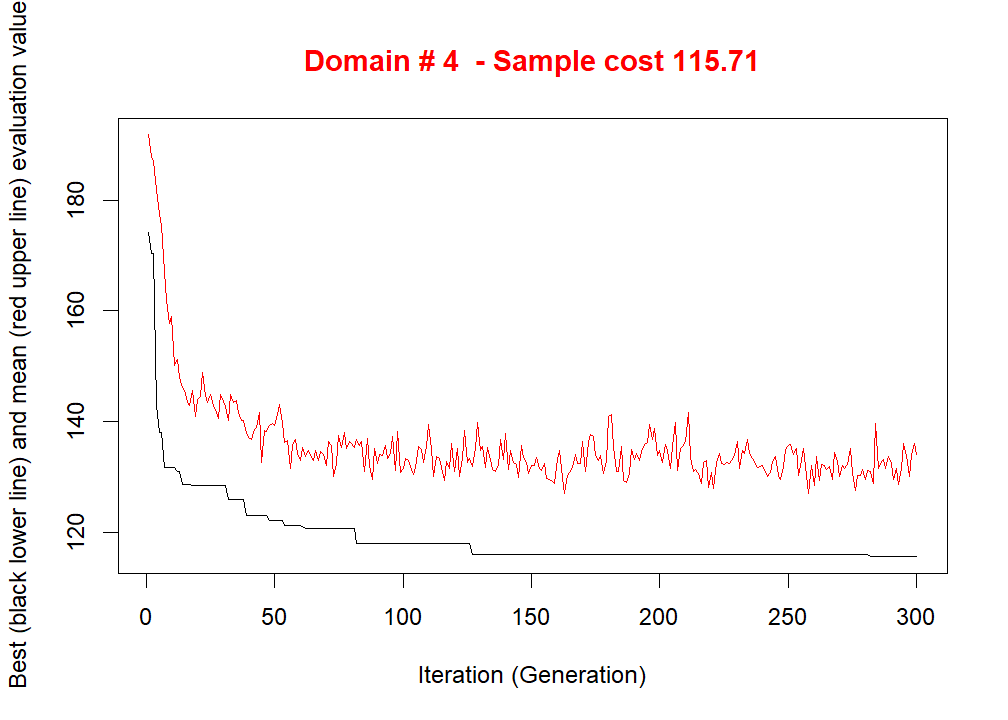 Domain # 4  - Sample cost 115.71
Best (black lower line) and mean (red upper line) evaluation value
180
160
140
120
0 50 100 150 200 250 300
Iteration (Generation)